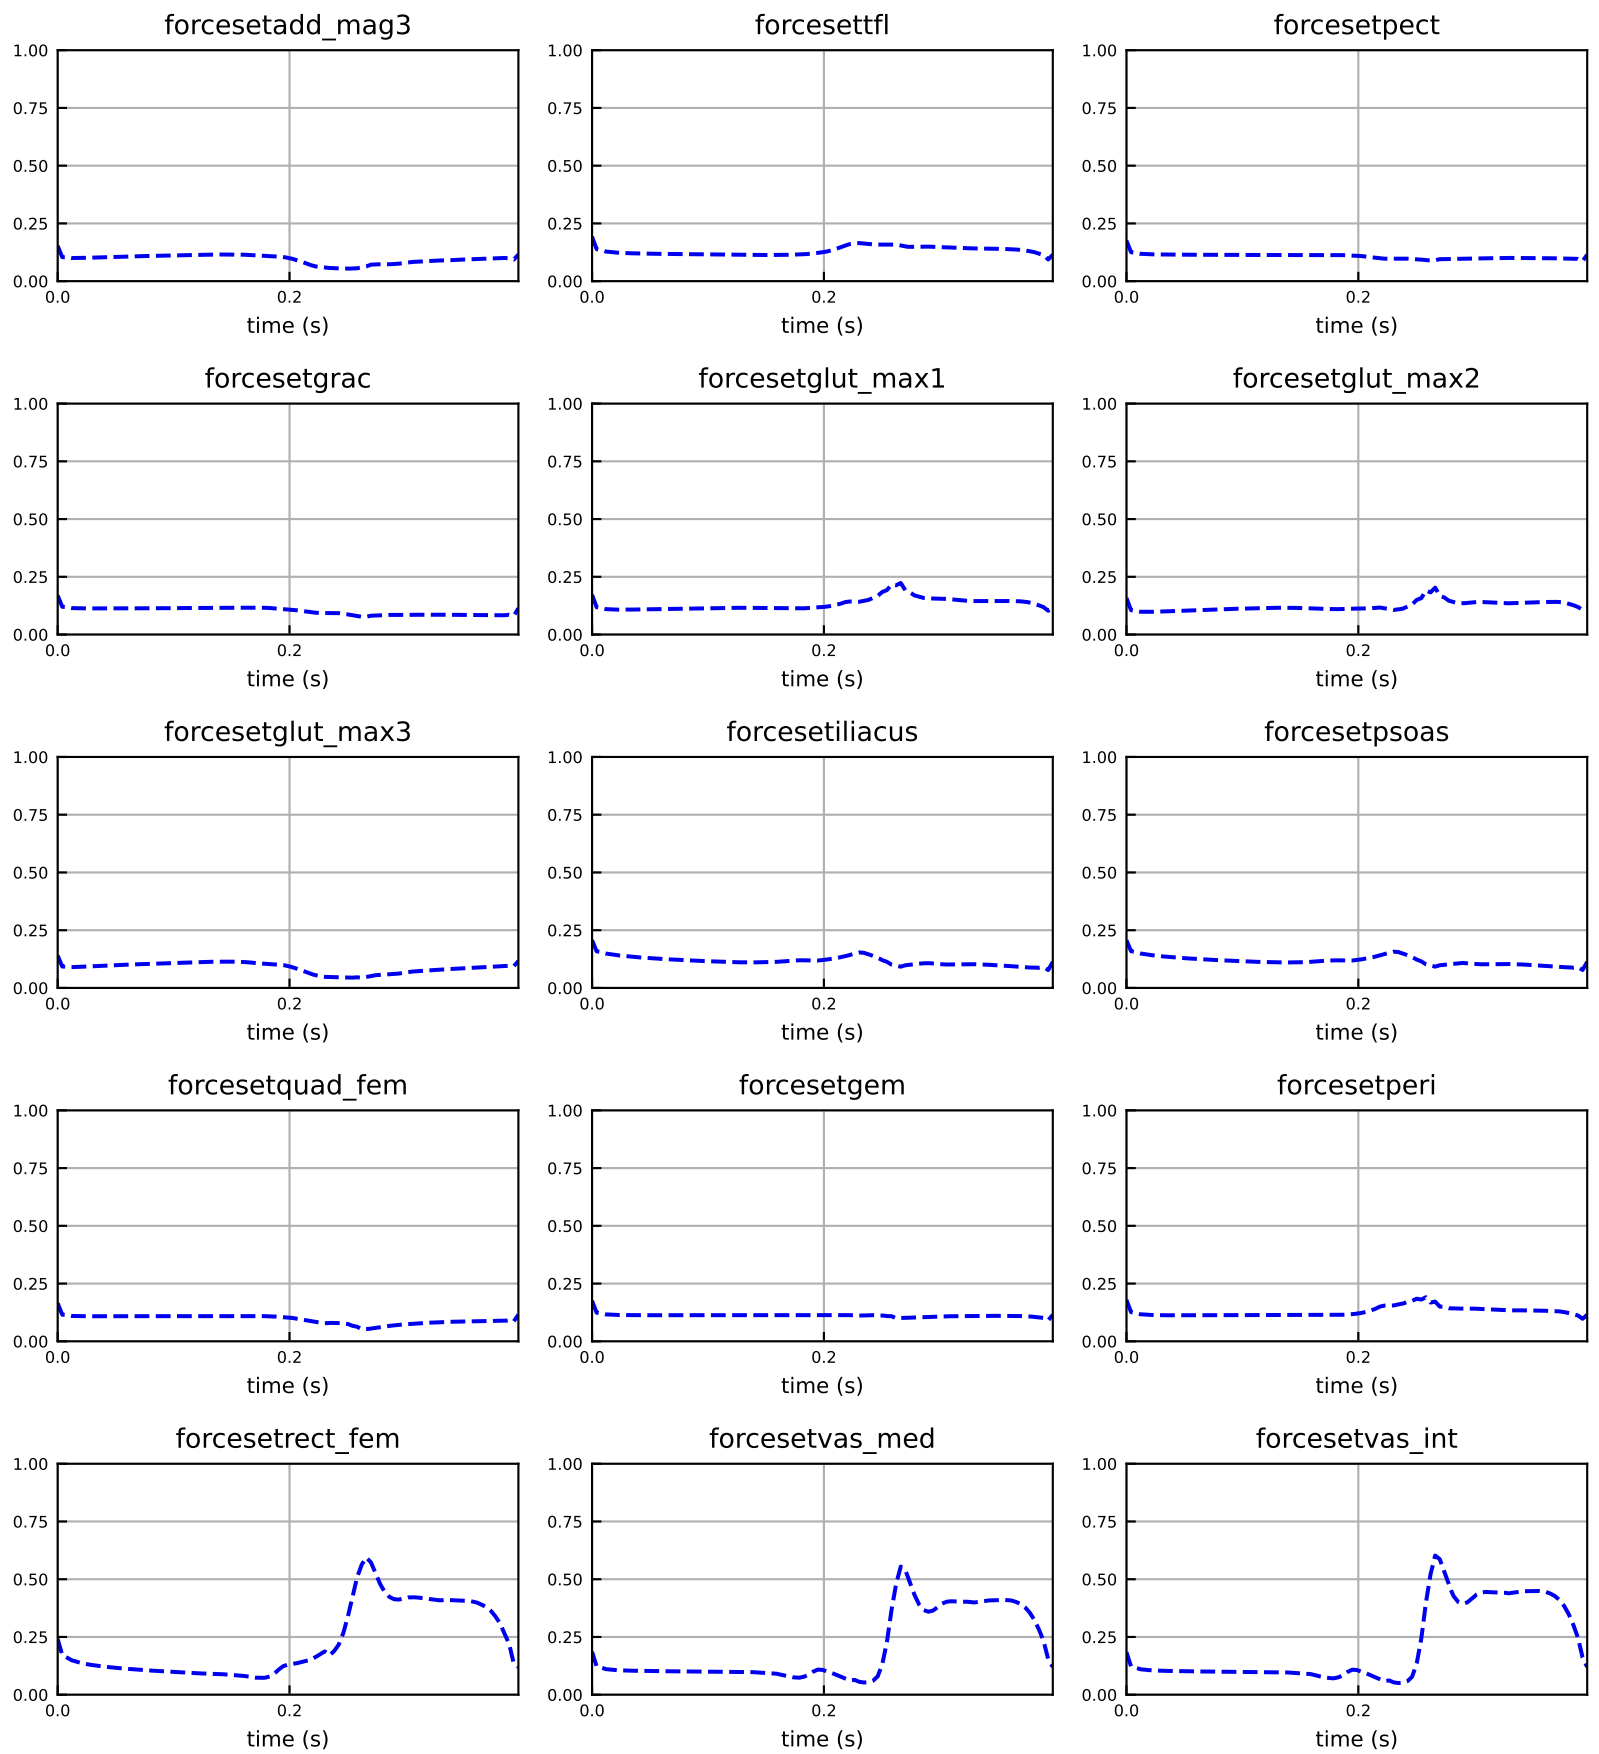 forcesetadd_mag3 forcesettfl forcesetpect
1.00 1.00 1.00
0.75 0.75 0.75
0.50 0.50 0.50
0.25 0.25 0.25
0.00 0.00 0.00
0.0 0.2 0.0 0.2 0.0 0.2
time (s) time (s) time (s)
forcesetgrac forcesetglut_max1 forcesetglut_max2
1.00 1.00 1.00
0.75 0.75 0.75
0.50 0.50 0.50
0.25 0.25 0.25
0.00 0.00 0.00
0.0 0.2 0.0 0.2 0.0 0.2
time (s) time (s) time (s)
forcesetglut_max3 forcesetiliacus forcesetpsoas
1.00 1.00 1.00
0.75 0.75 0.75
0.50 0.50 0.50
0.25 0.25 0.25
0.00 0.00 0.00
0.0 0.2 0.0 0.2 0.0 0.2
time (s) time (s) time (s)
forcesetquad_fem forcesetgem forcesetperi
1.00 1.00 1.00
0.75 0.75 0.75
0.50 0.50 0.50
0.25 0.25 0.25
0.00 0.00 0.00
0.0 0.2 0.0 0.2 0.0 0.2
time (s) time (s) time (s)
forcesetrect_fem forcesetvas_med forcesetvas_int
1.00 1.00 1.00
0.75 0.75 0.75
0.50 0.50 0.50
0.25 0.25 0.25
0.00 0.00 0.00
0.0 0.2 0.0 0.2 0.0 0.2
time (s) time (s) time (s)